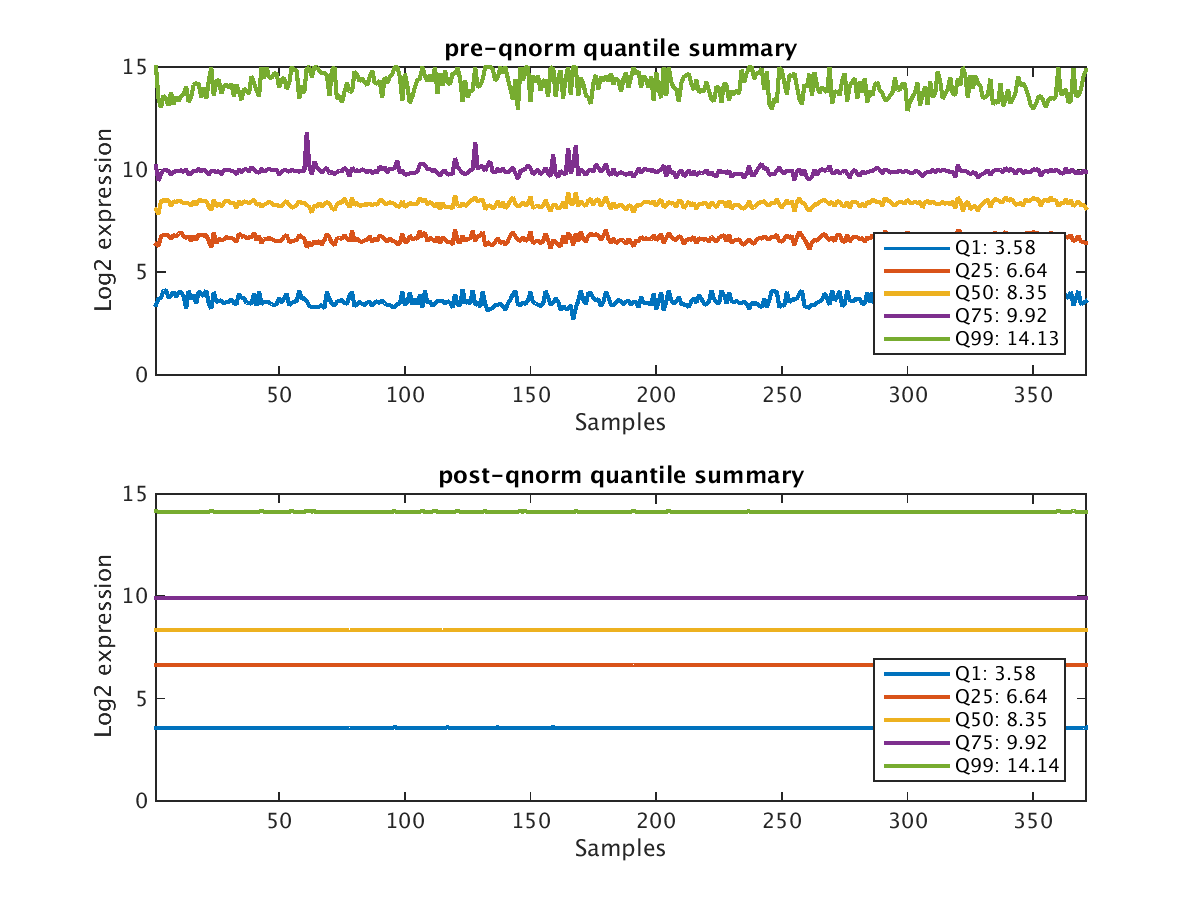 pre-qnorm quantile summary
15
10
5
0
Log2 expression
Q1: 3.58
Q25: 6.64
Q50: 8.35
Q75: 9.92
Q99: 14.13
50 100 150 200 250 300 350
Samples
post-qnorm quantile summary
15
10
5
0
Log2 expression
Q1: 3.58
Q25: 6.64
Q50: 8.35
Q75: 9.92
Q99: 14.14
50 100 150 200 250 300 350
Samples